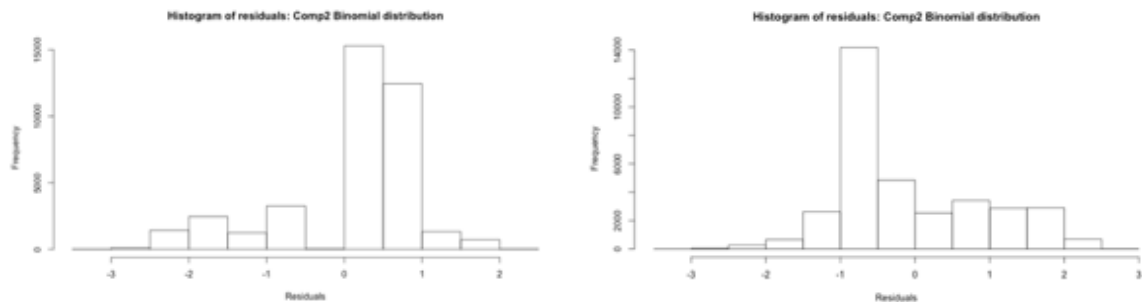 Histogram of residuals: Comp2 Binomial distribution
Frequency
15000
10000
5000
0
-3 -2 -1 0 1 2
Residuals
Histogram of residuals: Comp2 Binomial distribution
Frequency
14000
10000
6000
2000
0
-3 -2 -1 0 1 2 3
Residuals